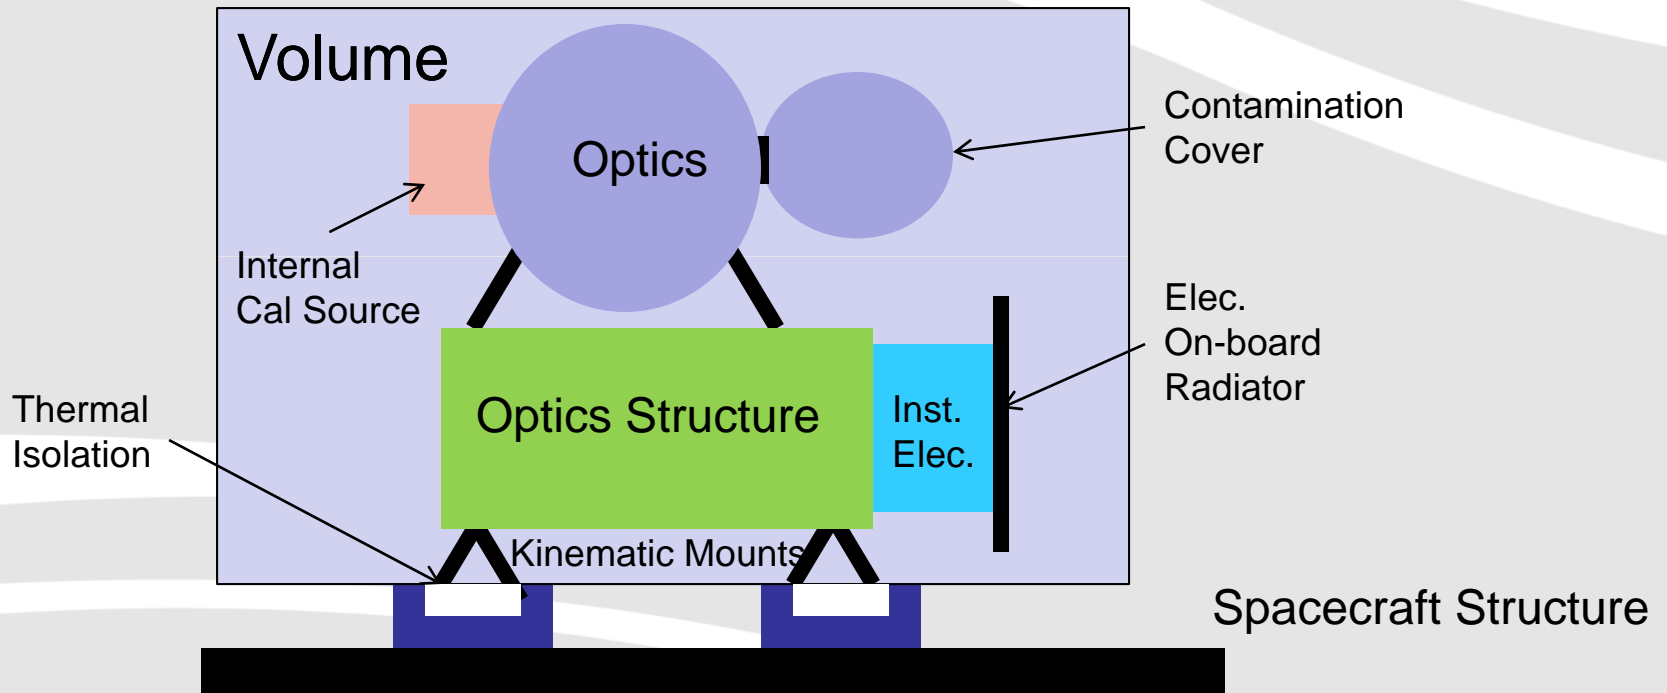 Volume
Optics
Contamination
Cover
Internal
Cal Source
Elec.
On-board
Radiator
Thermal
Isolation
Optics Structure
Inst.
Elec.
Kinematic Mounts
Spacecraft Structure